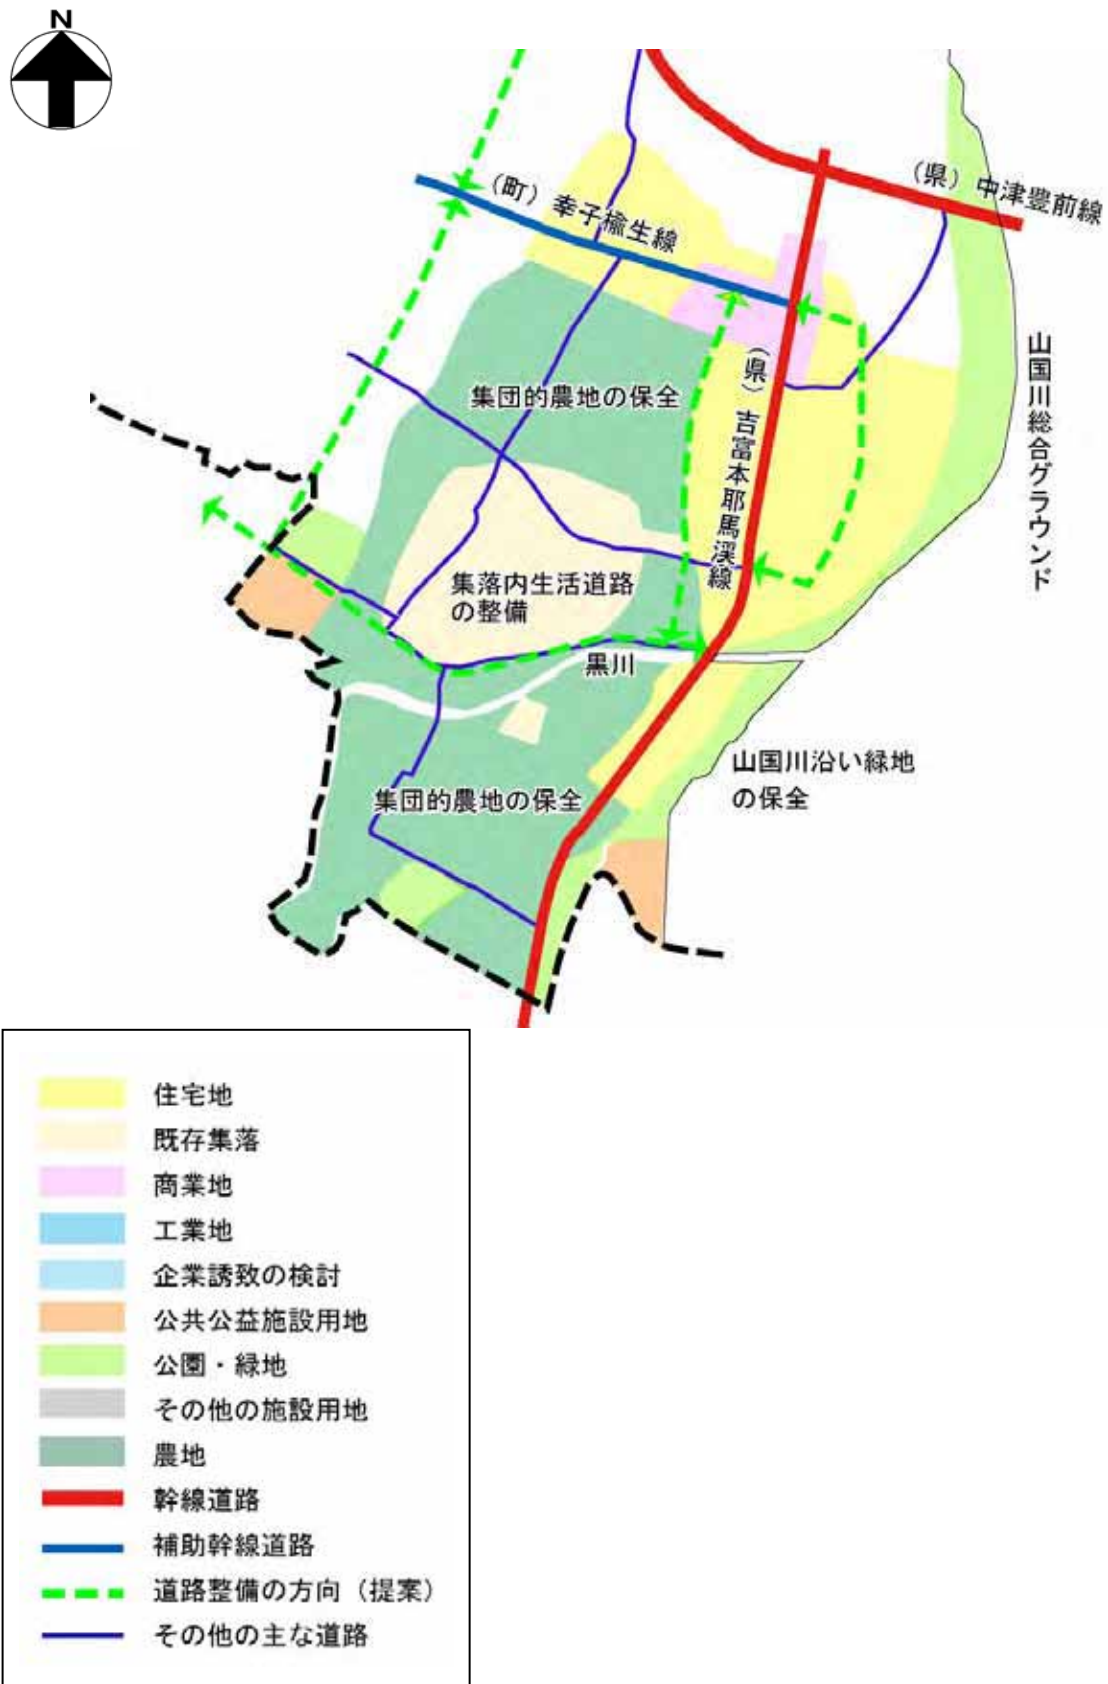 N
(県) 中津豊前線
(町) 幸子楡生線
山国川総合グラウンド
(県) 吉富本耶馬渓線
集団的農地の保全
集落内生活道路
の整備
黒川
山国川沿い緑地
の保全
集団的農地の保全
住宅地
既存集落
商業地
工業地
企業誘致の検討
公共公益施設用地
公園・緑地
その他の施設用地
農地
幹線道路
補助幹線道路
道路整備の方向（提案）
その他の主な道路